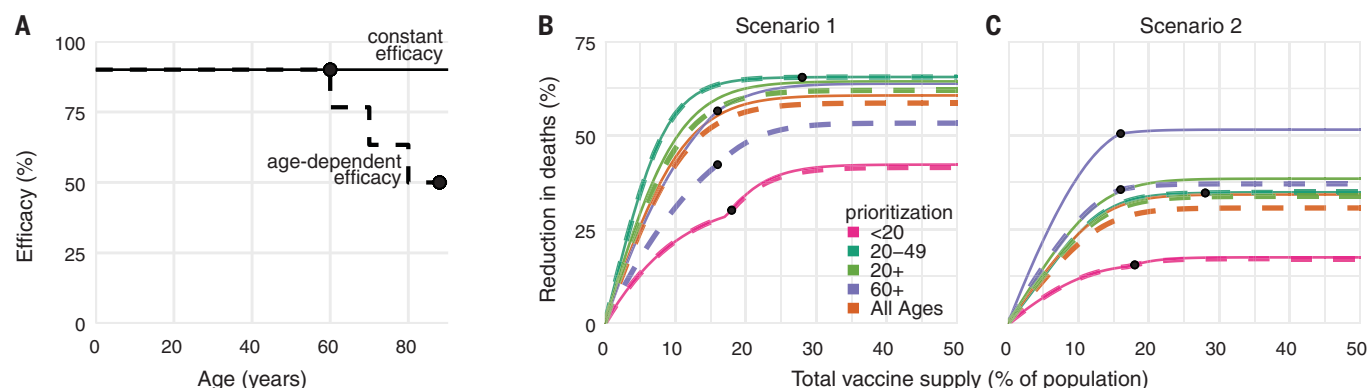 A
B
Scenario 1
C
Scenario 2
100
75
50
25
0
Efficacy (%)
constant
efficacy
age-dependent
efficacy
0
20
40
60
80
Age (years)
75
50
25
0
Reduction in deaths (%)
prioritization
<20
20–49
20+
60+
All Ages
0
10
20
30
40
50
0
10
20
30
40
50
Total vaccine supply (% of population)